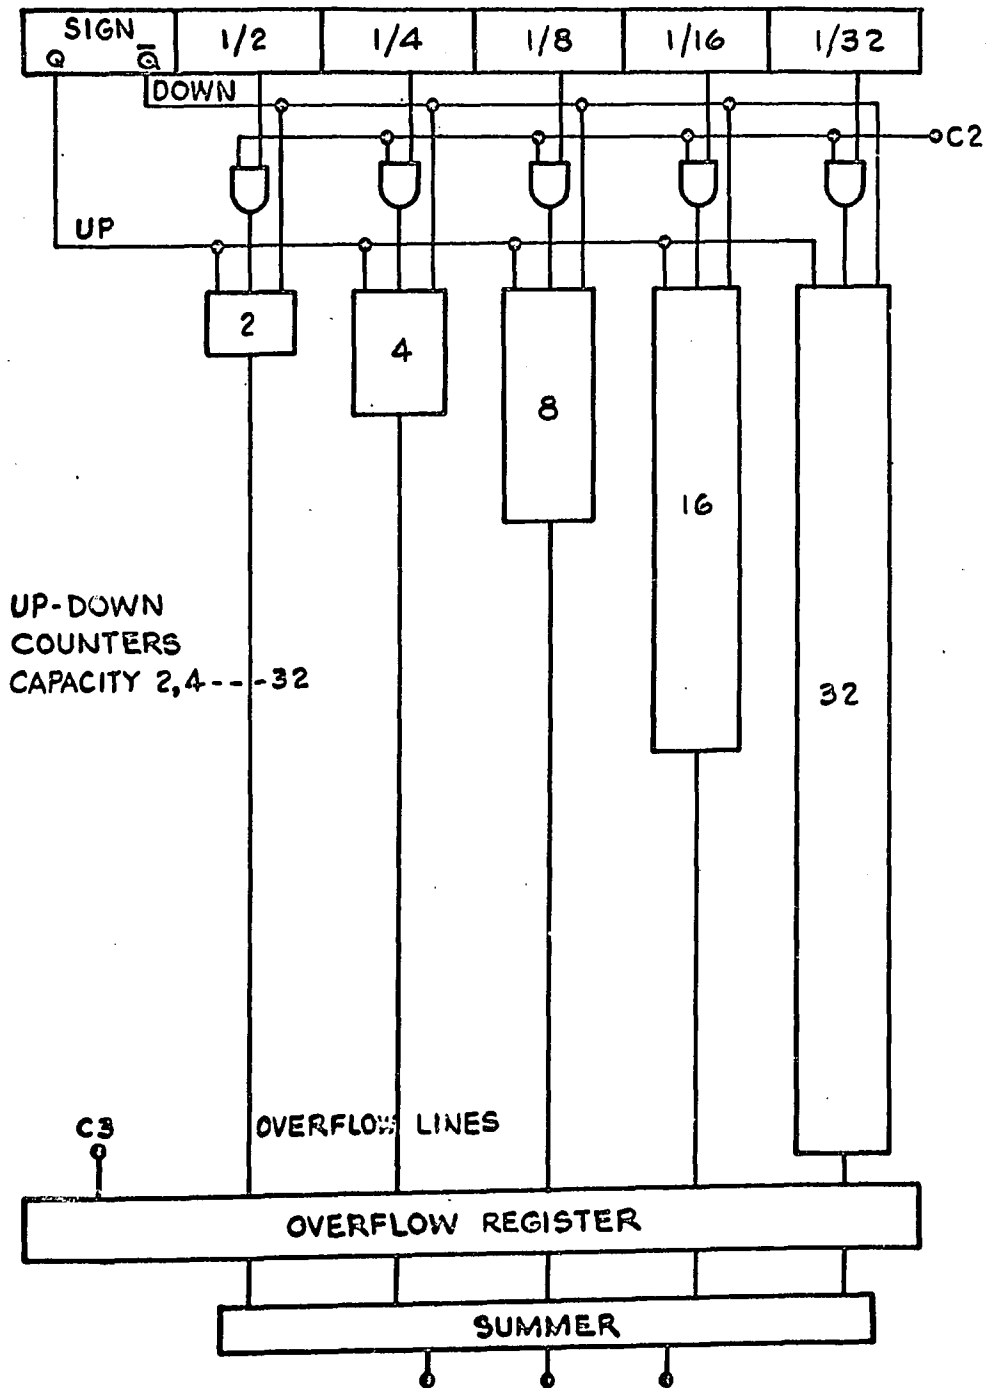 SIGN 1/2 1/4 1/8 1/16 1/32
Q Q̅
DOWN
C2
UP
2
4
8
16
UP-DOWN
COUNTERS
CAPACITY 2,4---32
32
C3
OVERFLOW LINES
OVERFLOW REGISTER
SUMMER